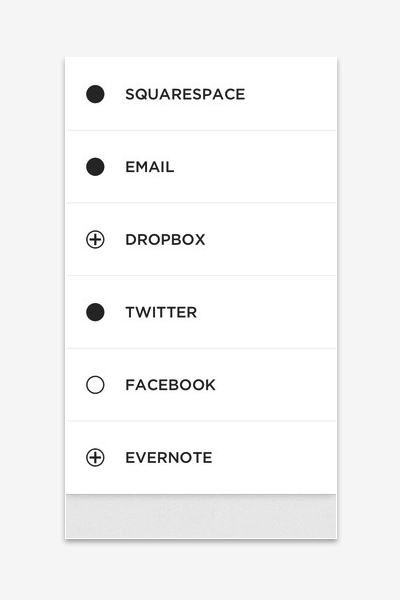 SQUARESPACE
EMAIL
DROPBOX
TWITTER
FACEBOOK
EVERNOTE